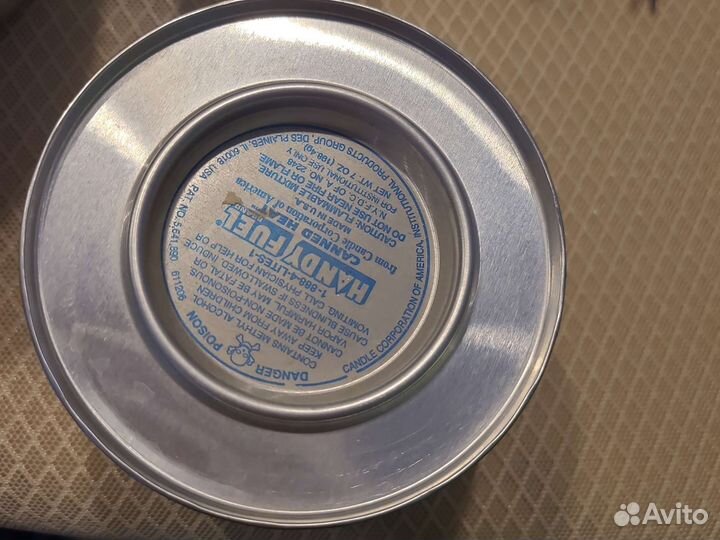 CANDLE CORPORATION OF AMERICA, INSTITUTIONAL PRODUCTS GROUP, DES PLAINES, IL 60018 USA PAT. NO. 5,641,890 611206
NET WT. 7 OZ. (198.4g)
FOR INSTITUTIONAL USE ONLY
N.Y.F.D. C. OF A. NO. 2248
DO NOT USE NEAR FIRE OR FLAME
CAUTION: FLAMMABLE MIXTURE
MADE IN U.S.A.
from Candle Corporation of America
CANNED HEAT
HANDY FUEL®
1-888-4-LITES-1
CALL PHYSICIAN FOR HELP OR
VOMITING
CAUSE BLINDNESS IF SWALLOWED. INDUCE
VAPOR HARMFUL. MAY BE FATAL OR
CANNOT BE MADE NON-POISONOUS.
KEEP AWAY FROM CHILDREN!
CONTAINS METHYL ALCOHOL
DANGER POISON
Avito